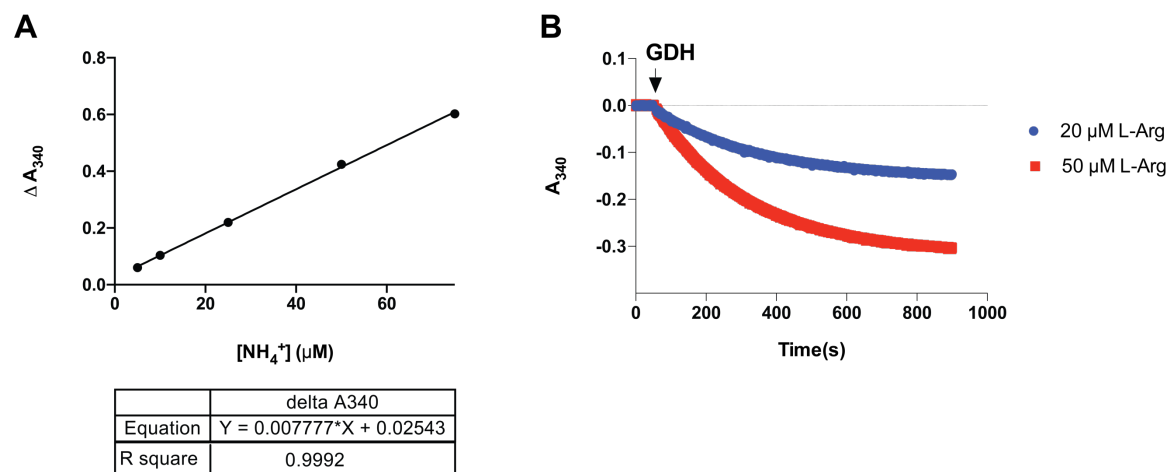 A
Δ A340
0.8
0.6
0.4
0.2
0.0
0 20 40 60
[NH4+] (μM)
delta A340
Equation Y = 0.007777*X + 0.02543
R square 0.9992
B
GDH
A340
0.1
0.0
-0.1
-0.2
-0.3
0 200 400 600 800 1000
Time(s)
20 μM L-Arg
50 μM L-Arg